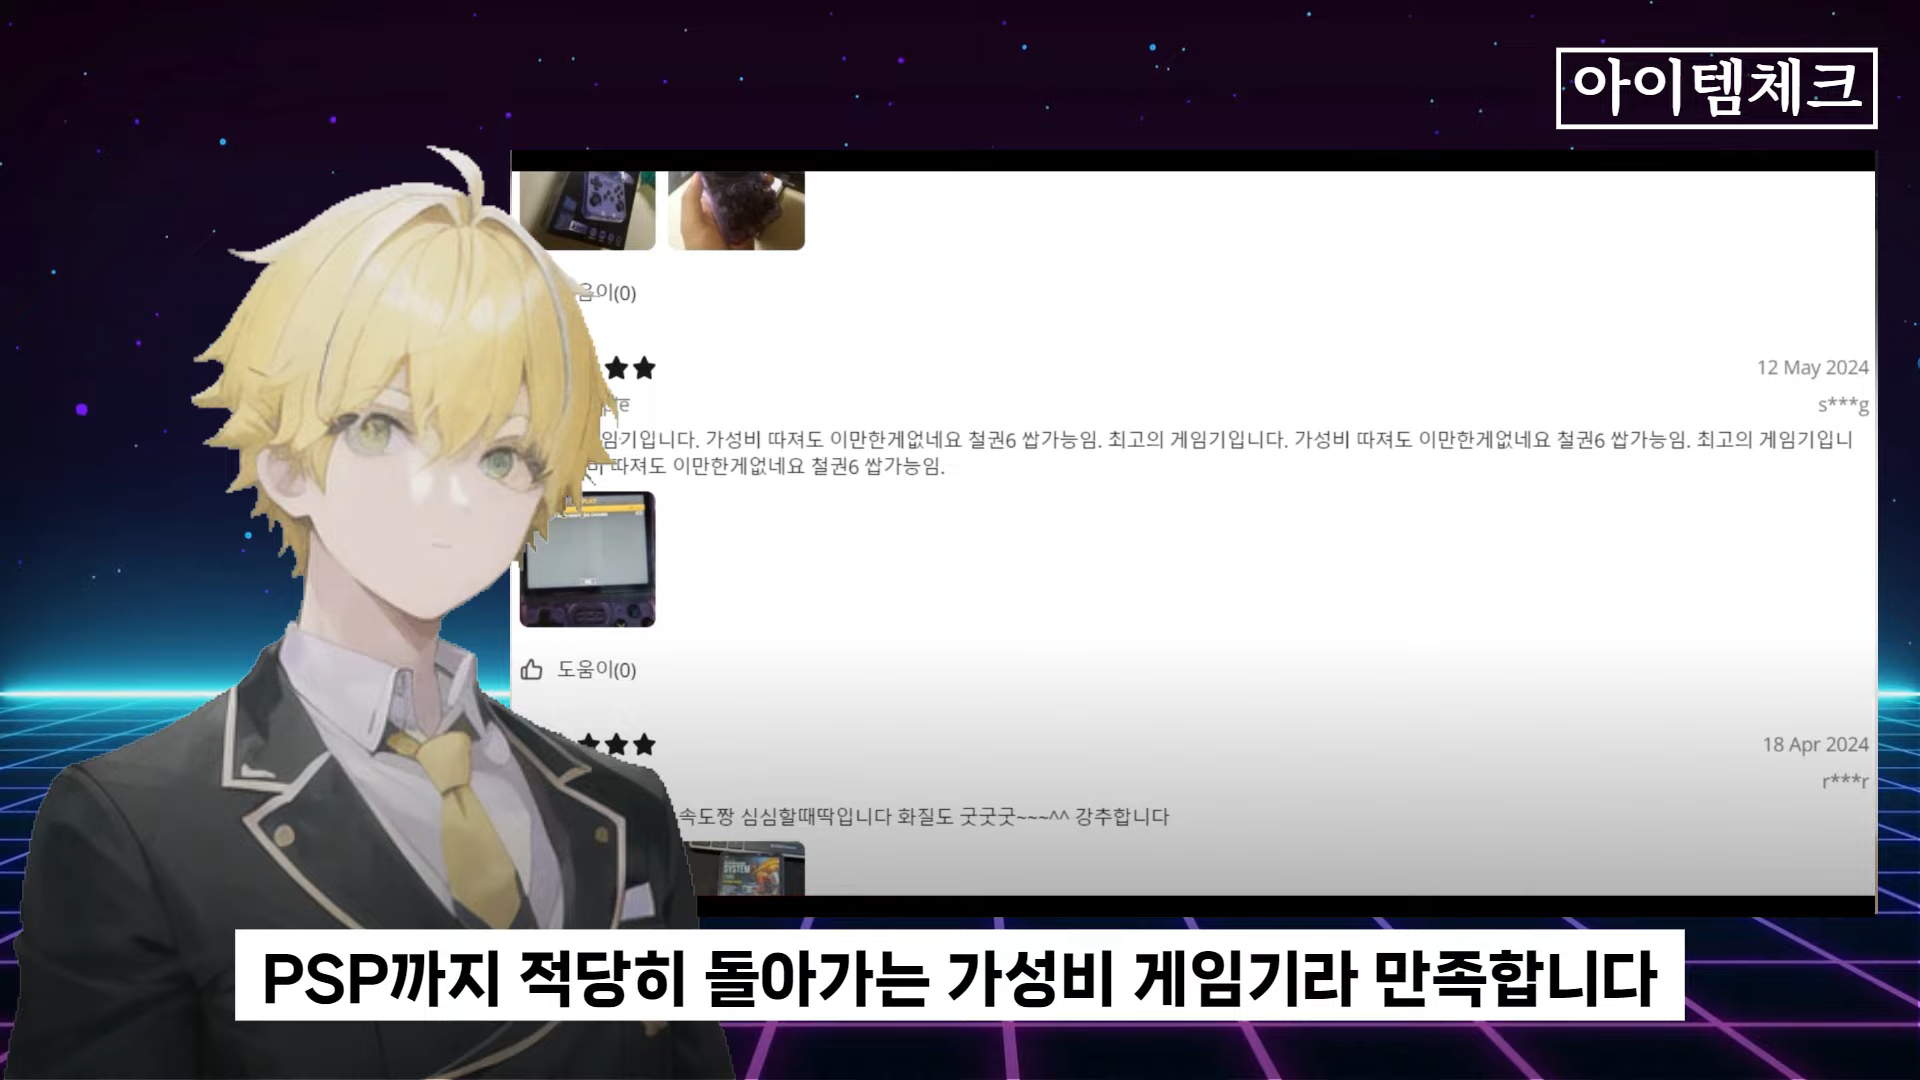 아이템체크
움이(0)
12 May 2024
s***g
임기입니다. 가성비 따져도 이만한게없네요 철권6 쌉가능임. 최고의 게임기입니다. 가성비 따져도 이만한게없네요 철권6 쌉가능임. 최고의 게임기입니
비 따져도 이만한게없네요 철권6 쌉가능임.
도움이(0)
18 Apr 2024
r***r
속도짱 심심할때딱입니다 화질도 굿굿굿~~~^^ 강추합니다
SYSTEM
PSP까지 적당히 돌아가는 가성비 게임기라 만족합니다